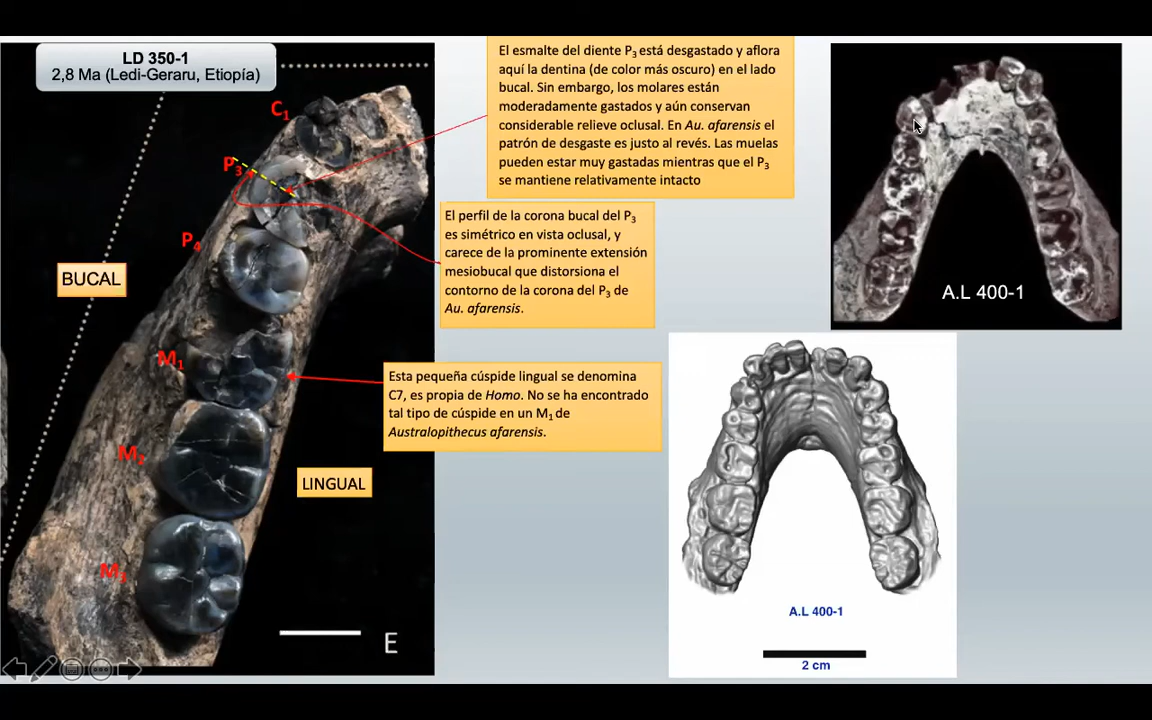 LD 350-1
2,8 Ma (Ledi-Geraru, Etiopía)
C1
P3
P4
BUCAL
M1
M2
M3
LINGUAL
E
El esmalte del diente P3 está desgastado y aflora
aquí la dentina (de color más oscuro) en el lado
bucal. Sin embargo, los molares están
moderadamente gastados y aún conservan
considerable relieve oclusal. En Au. afarensis el
patrón de desgaste es justo al revés. Las muelas
pueden estar muy gastadas mientras que el P3
se mantiene relativamente intacto
El perfil de la corona bucal del P3
es simétrico en vista oclusal, y
carece de la prominente extensión
mesiobucal que distorsiona el
contorno de la corona del P3 de
Au. afarensis.
Esta pequeña cúspide lingual se denomina
C7, es propia de Homo. No se ha encontrado
tal tipo de cúspide en un M1 de
Australopithecus afarensis.
A.L 400-1
A.L 400-1
2 cm